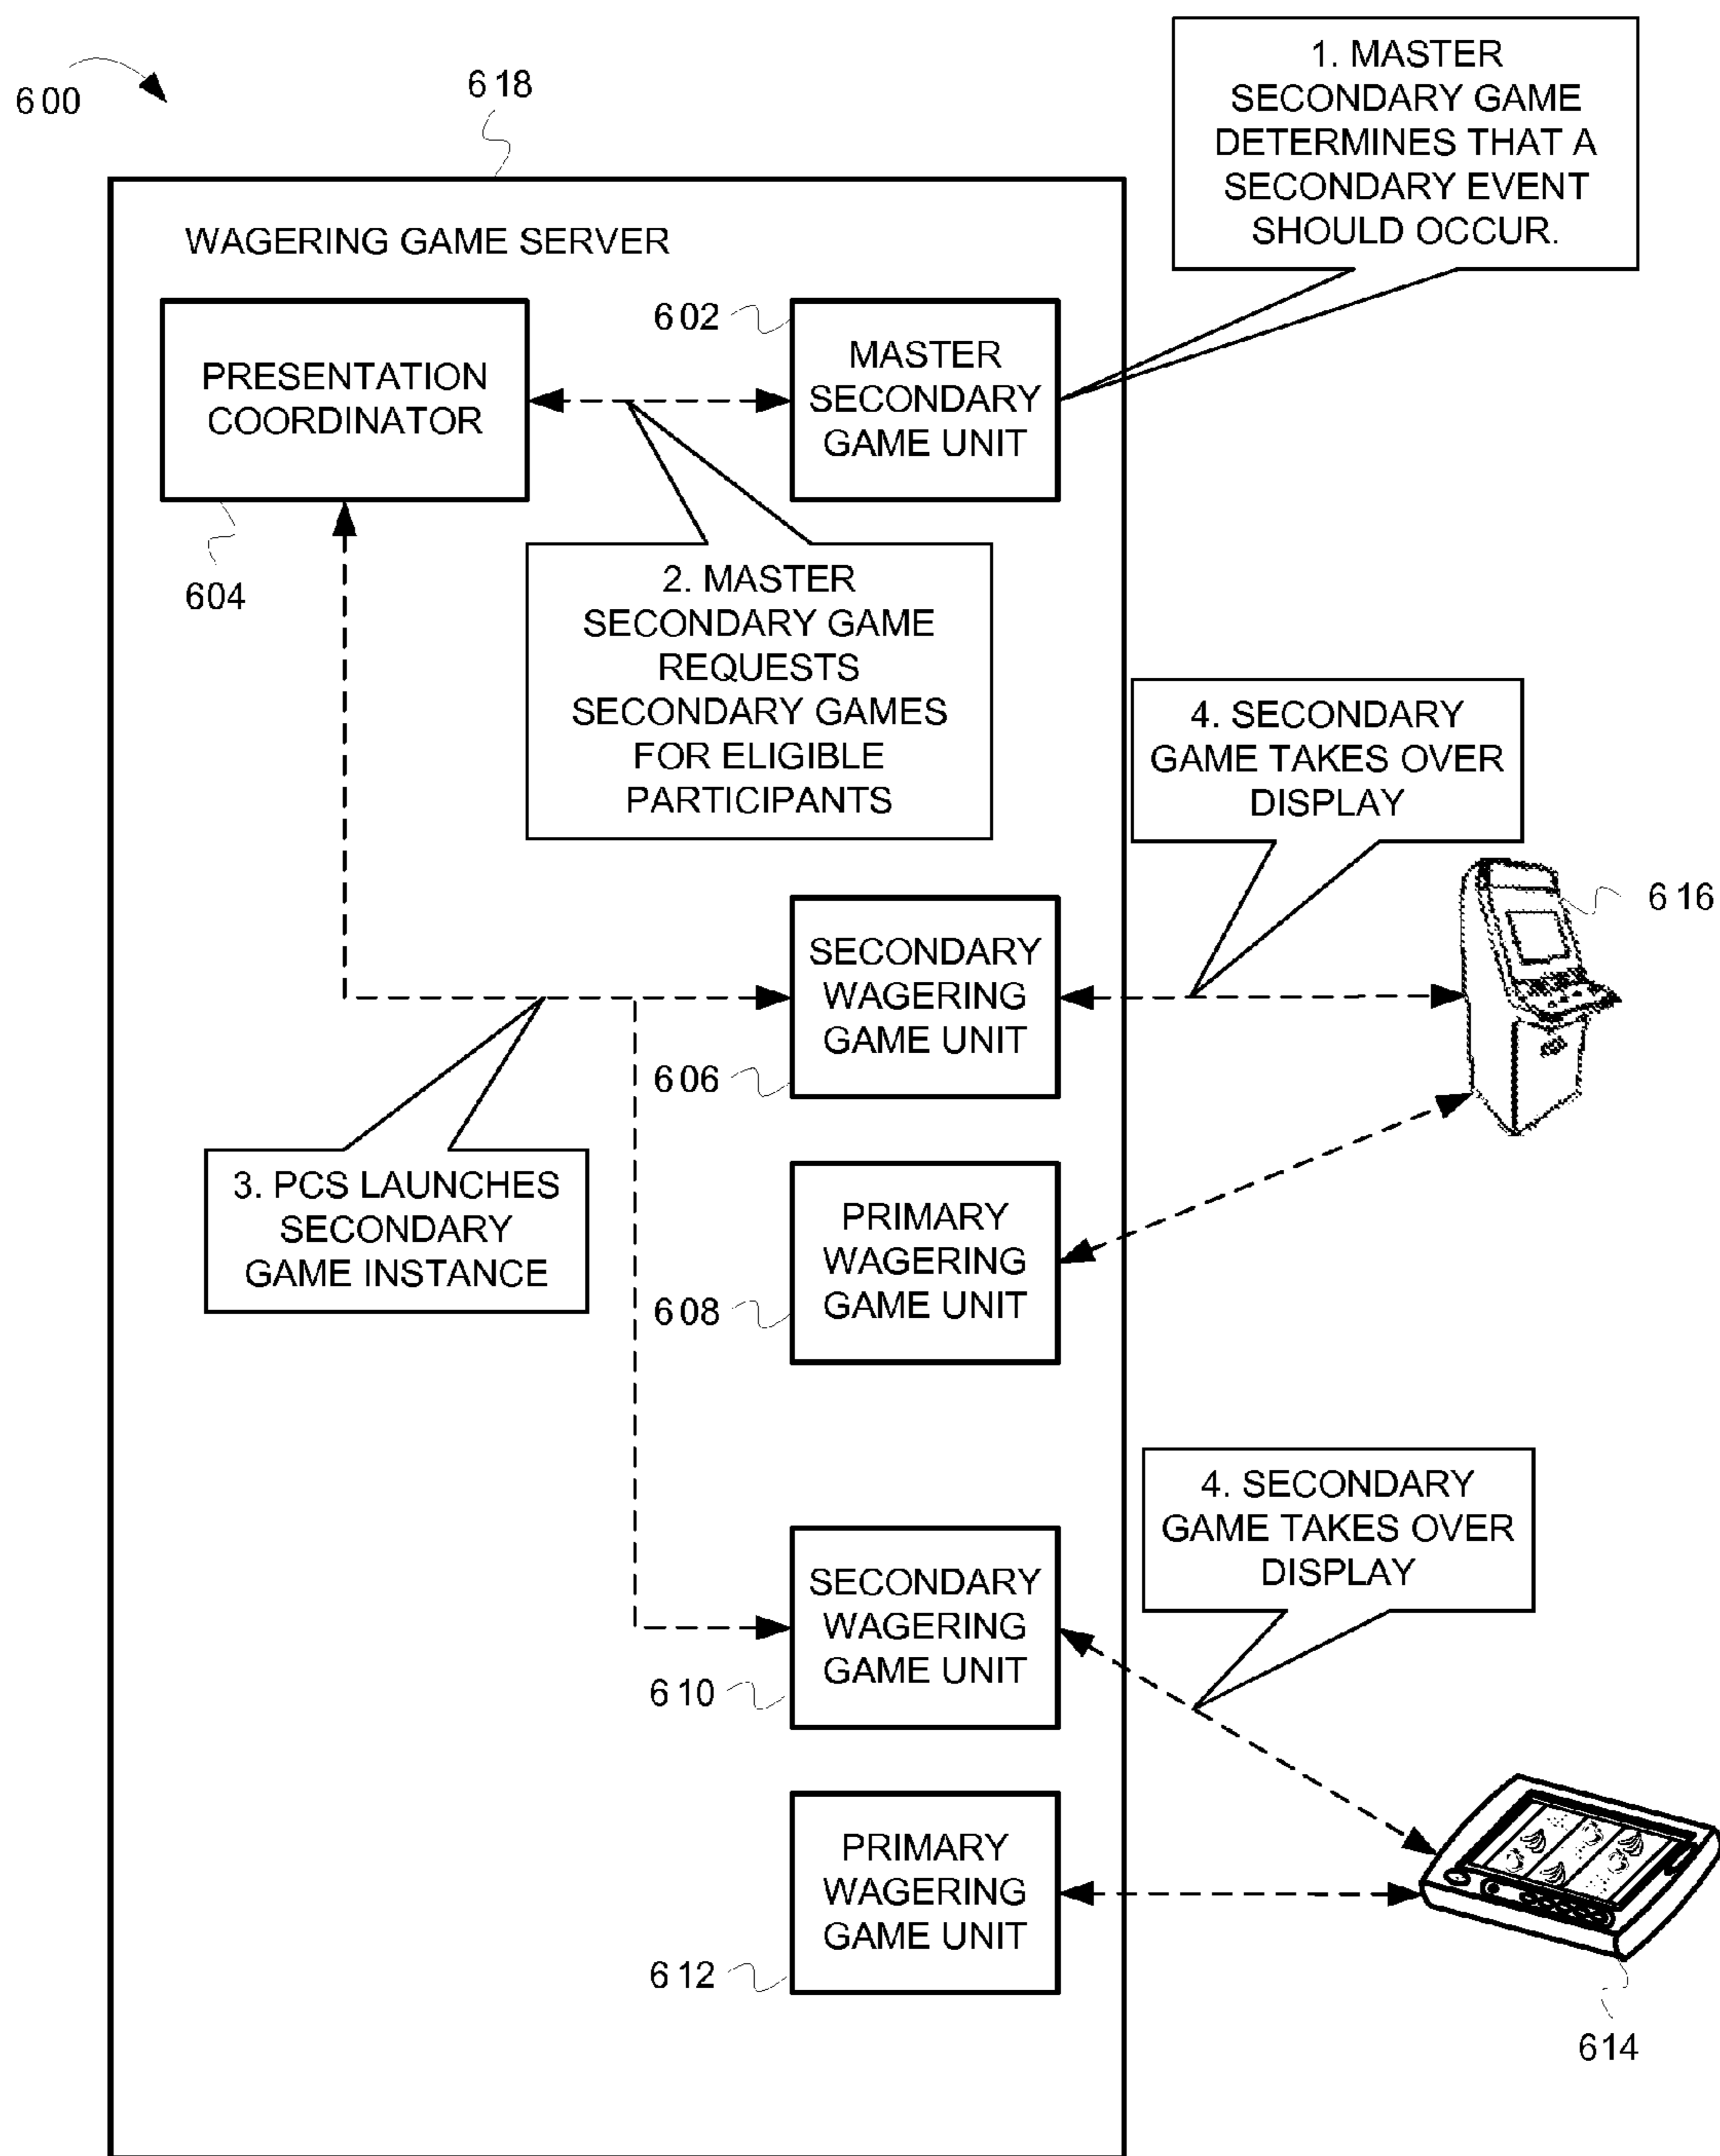 600
618
1. MASTER
SECONDARY GAME
DETERMINES THAT A
SECONDARY EVENT
SHOULD OCCUR.
WAGERING GAME SERVER
PRESENTATION
COORDINATOR
604
602
MASTER
SECONDARY
GAME UNIT
2. MASTER
SECONDARY GAME
REQUESTS
SECONDARY GAMES
FOR ELIGIBLE
PARTICIPANTS
4. SECONDARY
GAME TAKES OVER
DISPLAY
616
SECONDARY
WAGERING
GAME UNIT
606
3. PCS LAUNCHES
SECONDARY
GAME INSTANCE
PRIMARY
WAGERING
GAME UNIT
608
4. SECONDARY
GAME TAKES OVER
DISPLAY
SECONDARY
WAGERING
GAME UNIT
610
PRIMARY
WAGERING
GAME UNIT
612
614